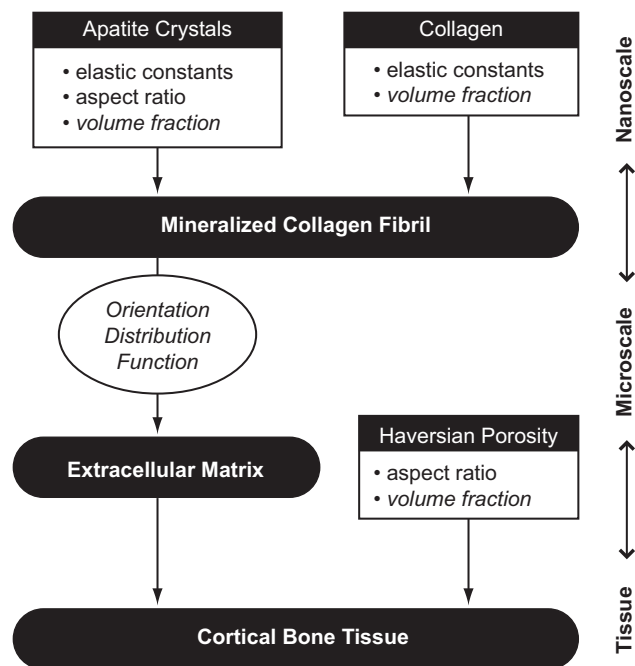 Apatite Crystals
• elastic constants
• aspect ratio
• volume fraction
Collagen
• elastic constants
• volume fraction
Nanoscale
Mineralized Collagen Fibril
Orientation
Distribution
Function
Microscale
Extracellular Matrix
Haversian Porosity
• aspect ratio
• volume fraction
Cortical Bone Tissue
Tissue